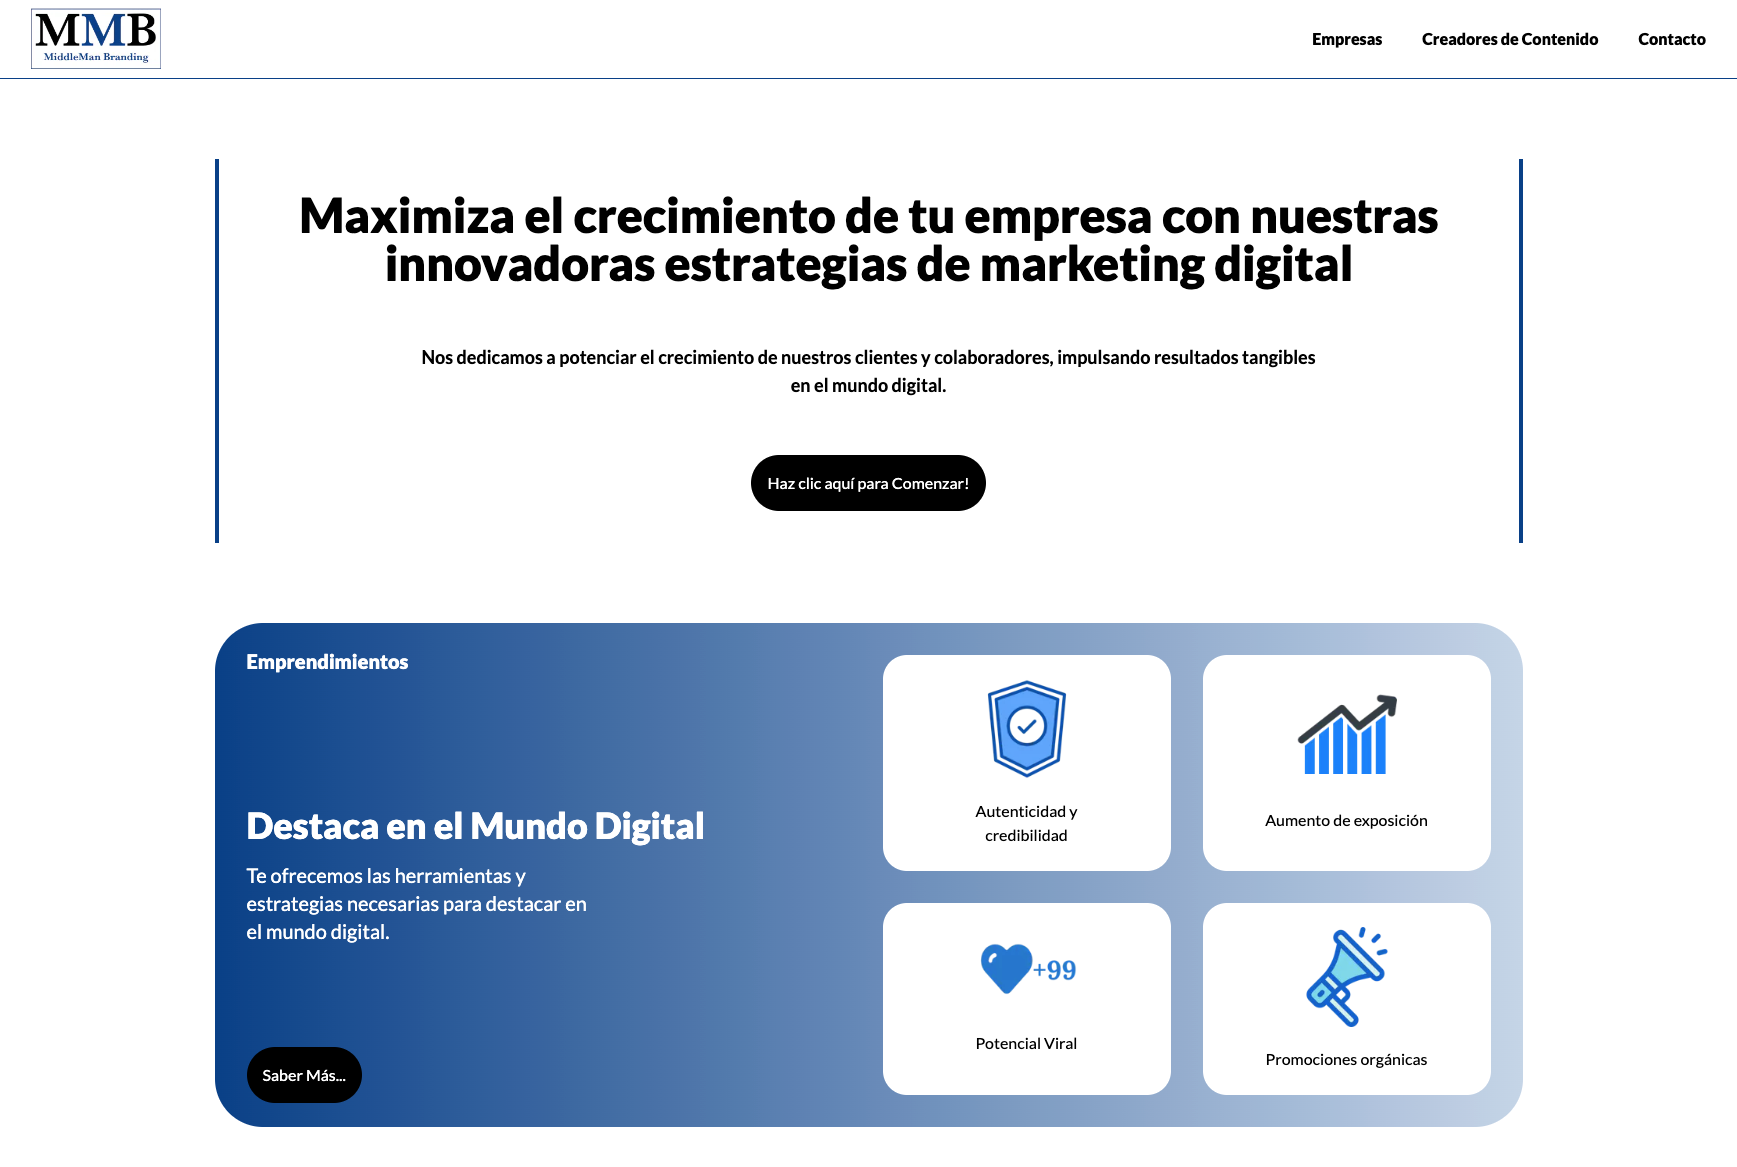 MMB
MiddleMan Branding
Empresas
Creadores de Contenido
Contacto
Maximiza el crecimiento de tu empresa con nuestras
innovadoras estrategias de marketing digital
Nos dedicamos a potenciar el crecimiento de nuestros clientes y colaboradores, impulsando resultados tangibles
en el mundo digital.
Haz clic aquí para Comenzar!
Emprendimientos
Destaca en el Mundo Digital
Te ofrecemos las herramientas y
estrategias necesarias para destacar en
el mundo digital.
Saber Más...
Autenticidad y
credibilidad
Aumento de exposición
+99
Potencial Viral
Promociones orgánicas